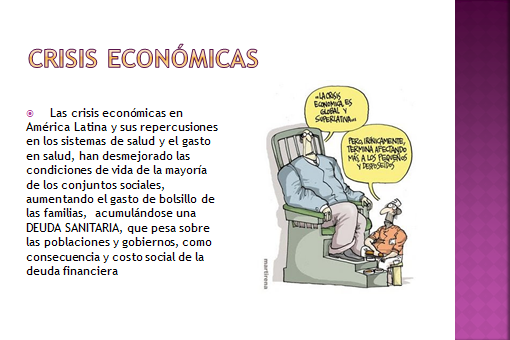 CRISIS ECONÓMICAS
Las crisis económicas en
América Latina y sus repercusiones
en los sistemas de salud y el gasto
en salud, han desmejorado las
condiciones de vida de la mayoría
de los conjuntos sociales,
aumentando el gasto de bolsillo de
las familias, acumulándose una
DEUDA SANITARIA, que pesa sobre
las poblaciones y gobiernos, como
consecuencia y costo social de la
deuda financiera
«LA CRISIS
ECONOMICA, ES
GLOBAL Y
SUPERLATIVA...
PERO, IRÓNICAMENTE,
TERMINA AFECTANDO
MÁS, A LOS PEQUEÑOS
Y DESPOSEÍDOS
martirena